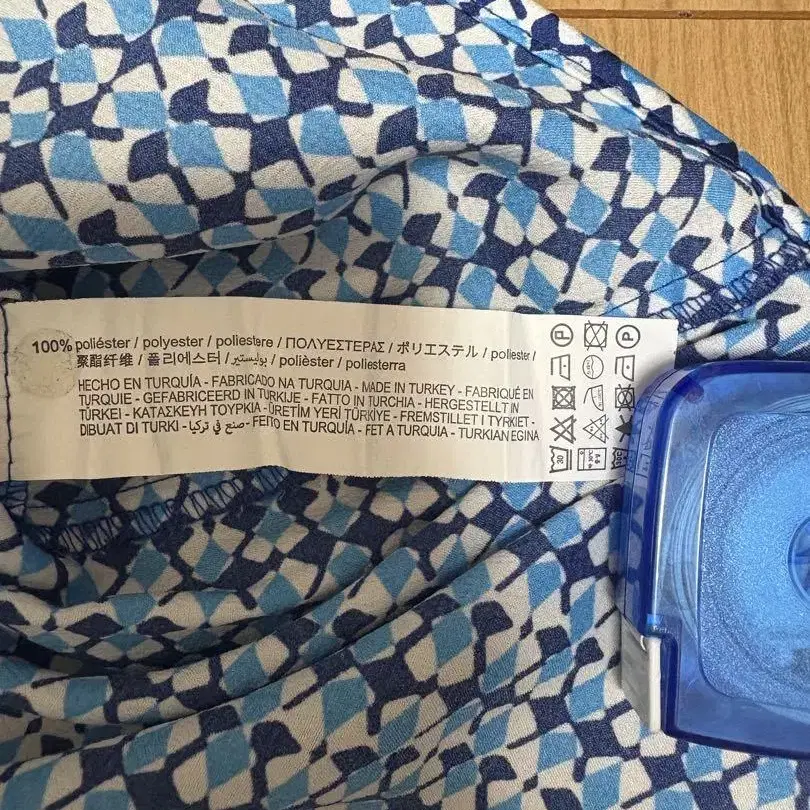 100% poliéster / polyester / poliestere / ΠΟΛΥΕΣΤΕΡΑΣ / ポリエステル / poliester /
聚酯纤维 / 폴리에스터 / بوليستير / polièster / poliesterra
HECHO EN TURQUÍA - FABRICADO NA TURQUIA - MADE IN TURKEY - FABRIQUÉ EN
TURQUIE - GEFABRICEERD IN TURKIJE - FATTO IN TURCHIA - HERGESTELLT IN
TÜRKEI - ΚΑΤΑΣΚΕΥΗ ΤΟΥΡΚΙΑ - ÜRETİM YERİ TÜRKİYE - FREMSTILLET I TYRKIET -
DIBUAT DI TURKI - صنع في تركيا - FEITO EN TURQUÍA - FET A TURQUIA - TURKIAN EGINA
P P
30